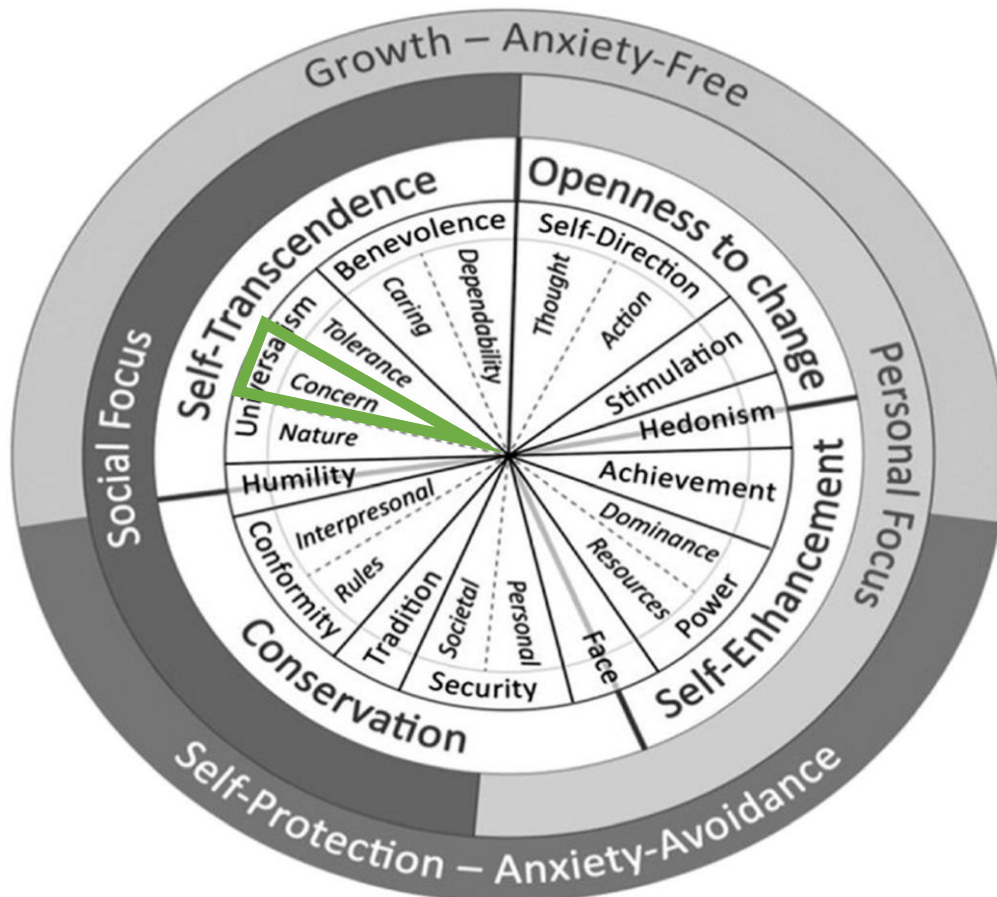 Growth – Anxiety-Free
Social Focus
Personal Focus
Self-Protection – Anxiety-Avoidance
Self-Transcendence
Openness to change
Self-Enhancement
Conservation
Benevolence
Caring
Dependability
Self-Direction
Thought
Action
Stimulation
Hedonism
Achievement
Dominance
Resources
Power
Face
Personal
Societal
Security
Tradition
Rules
Interpresonal
Conformity
Humility
Nature
Concern
Tolerance
Universalism